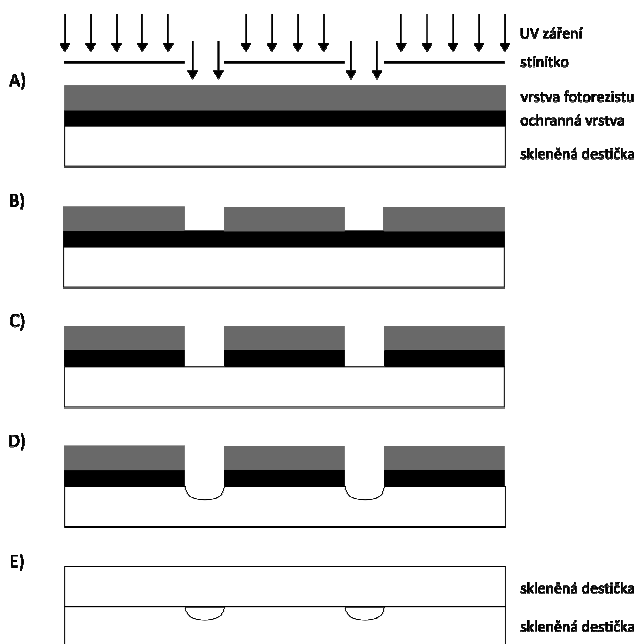 UV záření
stínítko
A)
vrstva fotorezistu
ochranná vrstva
skleněná destička
B)
C)
D)
E)
skleněná destička
skleněná destička